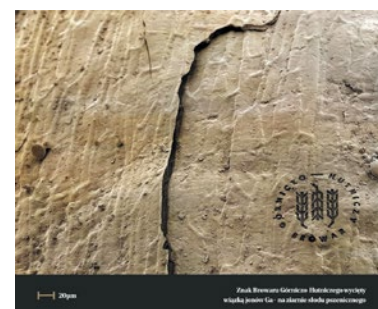 GÓRNICZO HUTNICZY BROWAR
20µm
Znak Browaru Górniczo Hutniczego wycięty
wiązką jonów Ga+ na ziarnie słodu pszenicznego